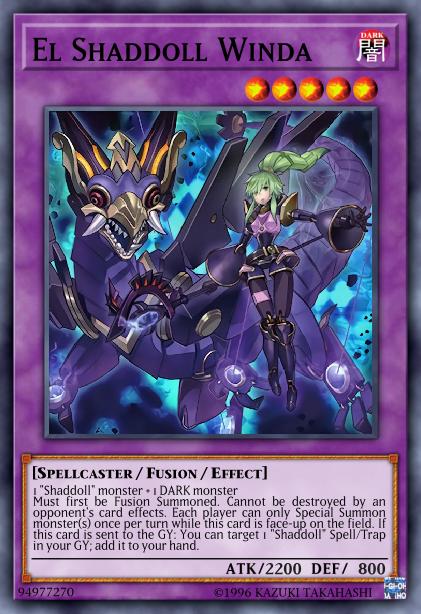 El Shaddoll Winda
DARK
闇
[Spellcaster / Fusion / Effect]
1 "Shaddoll" monster + 1 DARK monster
Must first be Fusion Summoned. Cannot be destroyed by an
opponent's card effects. Each player can only Special Summon
monster(s) once per turn while this card is face-up on the field. If
this card is sent to the GY: You can target 1 "Shaddoll" Spell/Trap
in your GY; add it to your hand.
ATK/2200 DEF/ 800
94977270
©1996 KAZUKI TAKAHASHI